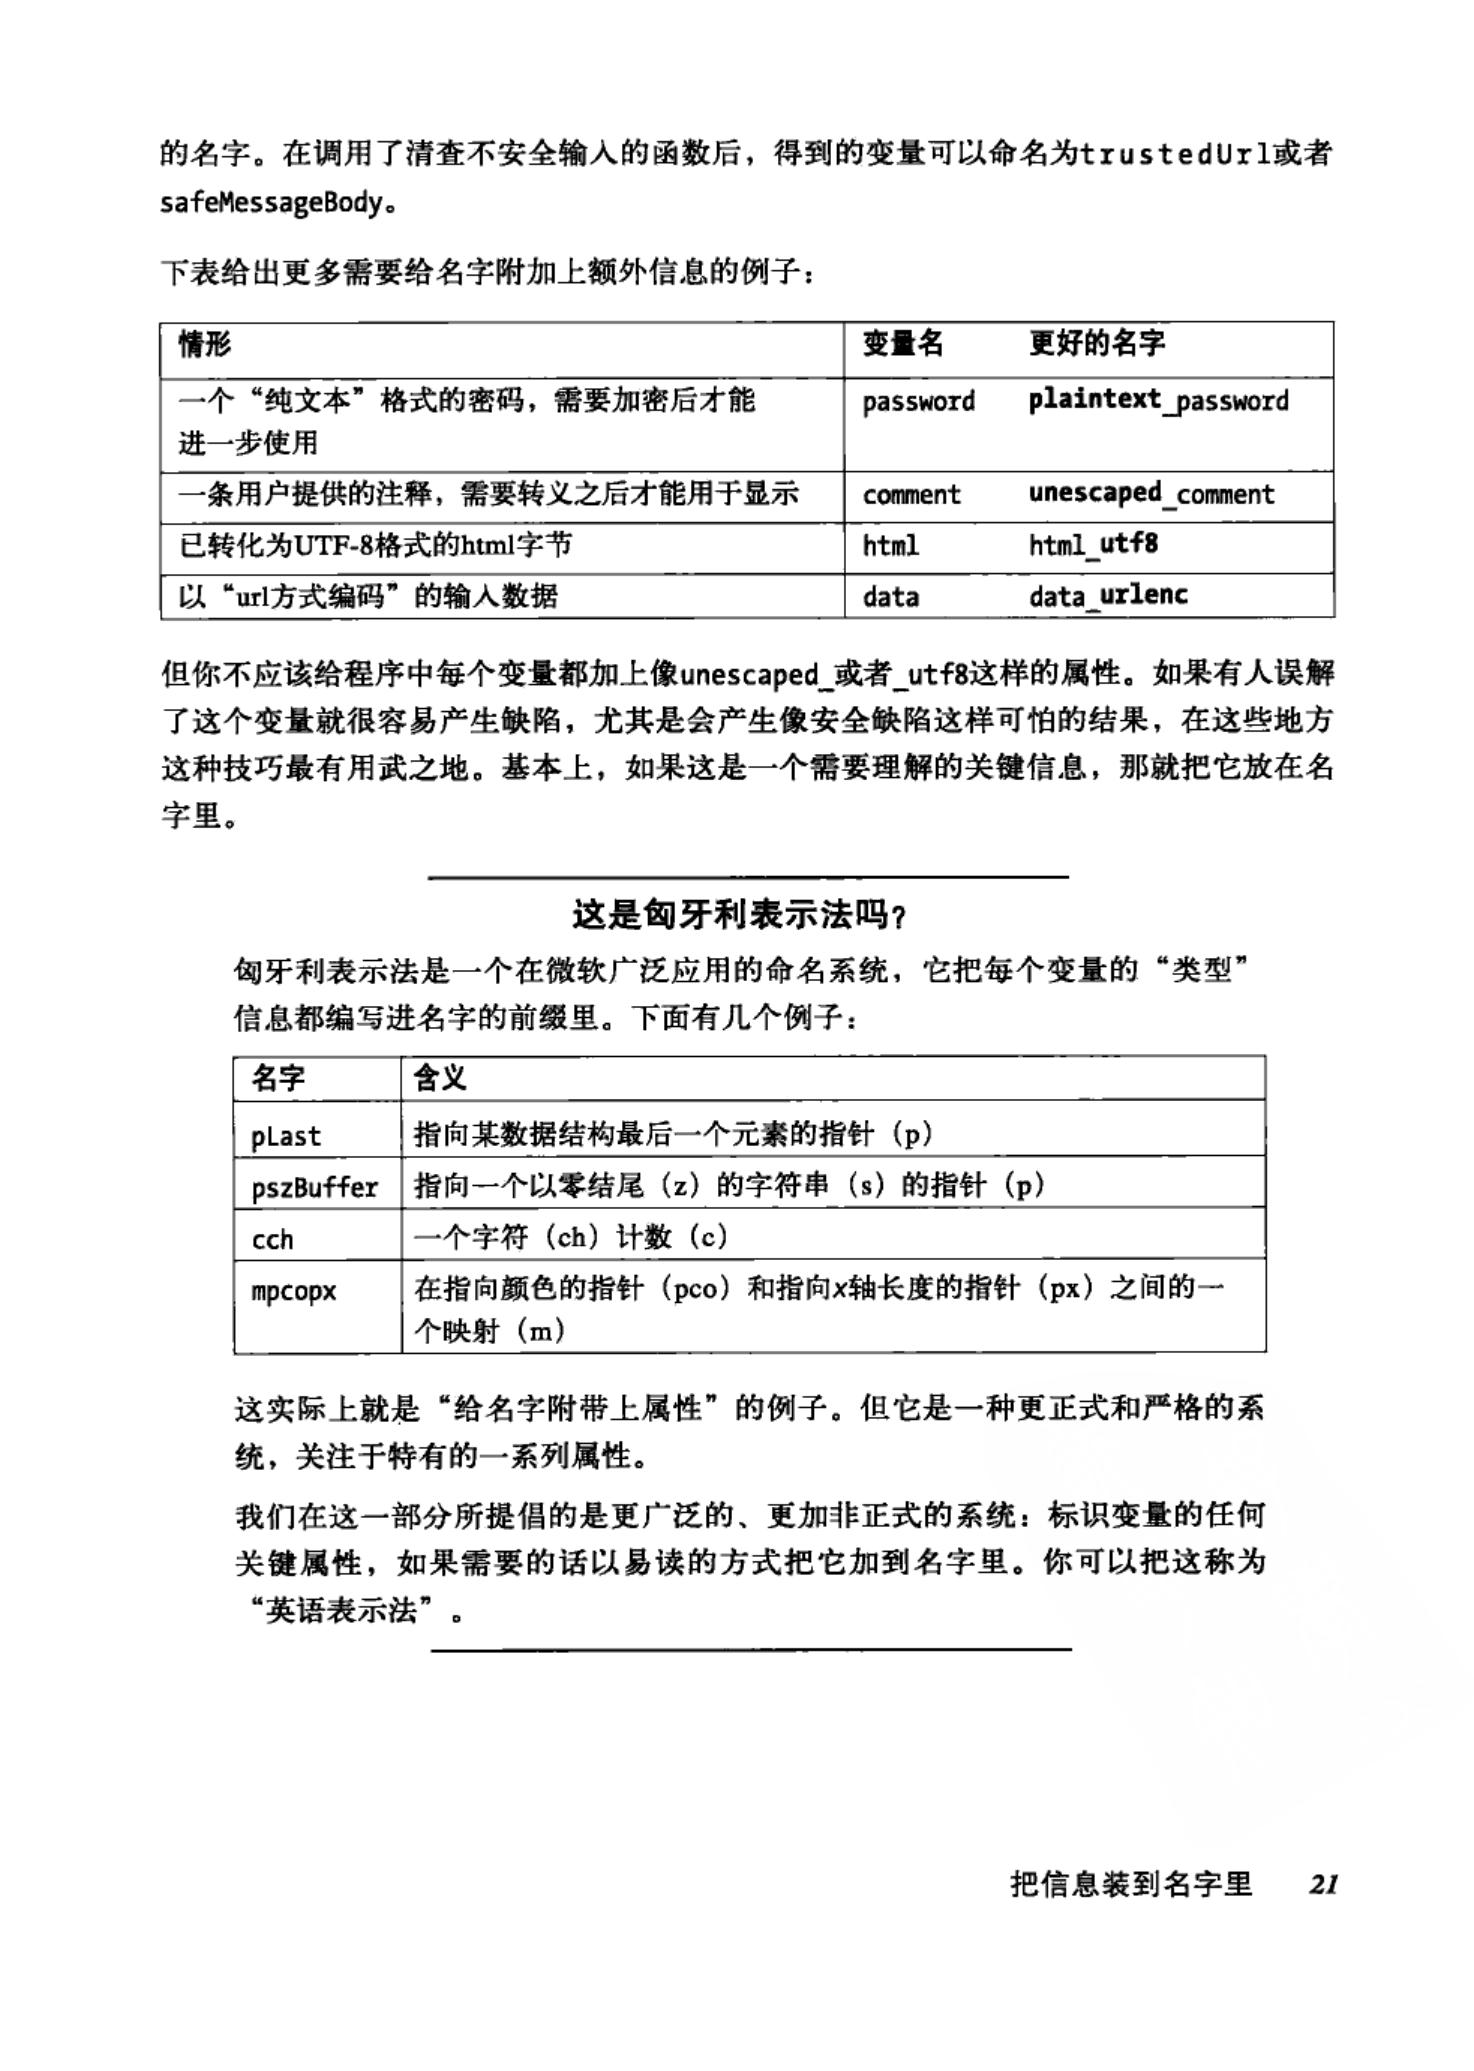 的名字。在调用了清查不安全输入的函数后，得到的变量可以命名为trustedUrl或者
safeMessageBody。
下表给出更多需要给名字附加上额外信息的例子：
情形 变量名 更好的名字
一个“纯文本”格式的密码，需要加密后才能 password plaintext_password
进一步使用
一条用户提供的注释，需要转义之后才能用于显示 comment unescaped_comment
已转化为UTF-8格式的html字节 html html_utf8
以“url方式编码”的输入数据 data data_urlenc
但你不应该给程序中每个变量都加上像unescaped_或者_utf8这样的属性。如果有人误解
了这个变量就很容易产生缺陷，尤其是会产生像安全缺陷这样可怕的结果，在这些地方
这种技巧最有用武之地。基本上，如果这是一个需要理解的关键信息，那就把它放在名
字里。
这是匈牙利表示法吗？
匈牙利表示法是一个在微软广泛应用的命名系统，它把每个变量的“类型”
信息都编写进名字的前缀里。下面有几个例子：
名字 含义
pLast 指向某数据结构最后一个元素的指针（p）
pszBuffer 指向一个以零结尾（z）的字符串（s）的指针（p）
cch 一个字符（ch）计数（c）
mpcopx 在指向颜色的指针（pco）和指向x轴长度的指针（px）之间的一
个映射（m）
这实际上就是“给名字附带上属性”的例子。但它是一种更正式和严格的系
统，关注于特有的一系列属性。
我们在这一部分所提倡的是更广泛的、更加非正式的系统：标识变量的任何
关键属性，如果需要的话以易读的方式把它加到名字里。你可以把这称为
“英语表示法”。
把信息装到名字里 21